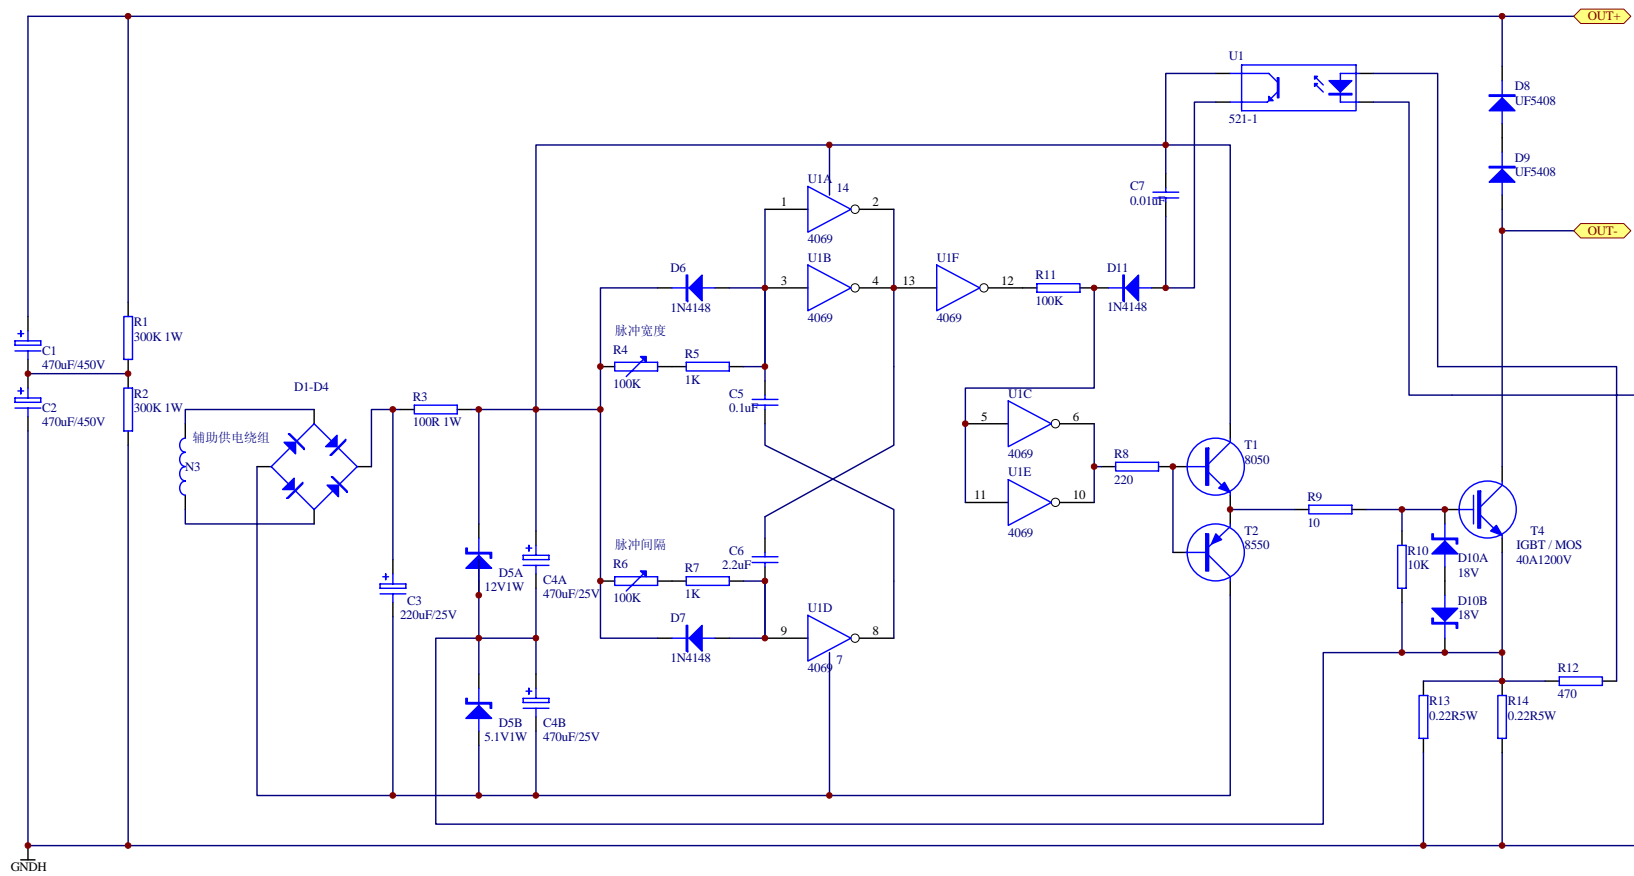 OUT+
U1
D8
UF5408
521-1
D9
UF5408
U1A
14
C7
0.01uF
1
2
4069
OUT-
U1B
U1F
D6
3
4
13
12
R11
D11
1N4148
4069
4069
100K
1N4148
脉冲宽度
R1
300K 1W
R4
R5
C1
470uF/450V
100K
1K
D1-D4
R2
300K 1W
R3
C5
0.1uF
U1C
C2
470uF/450V
100R 1W
5
6
辅助供电绕组
T1
8050
4069
R8
N3
U1E
220
11
10
R9
10
4069
T2
8550
T4
IGBT / MOS
40A1200V
脉冲间隔
C6
2.2uF
R10
10K
D10A
18V
R6
R7
D5A
12V1W
C4A
470uF/25V
100K
1K
C3
220uF/25V
D10B
18V
U1D
D7
9
8
1N4148
4069
7
R12
470
R13
0.22R5W
R14
0.22R5W
D5B
5.1V1W
C4B
470uF/25V
GNDH